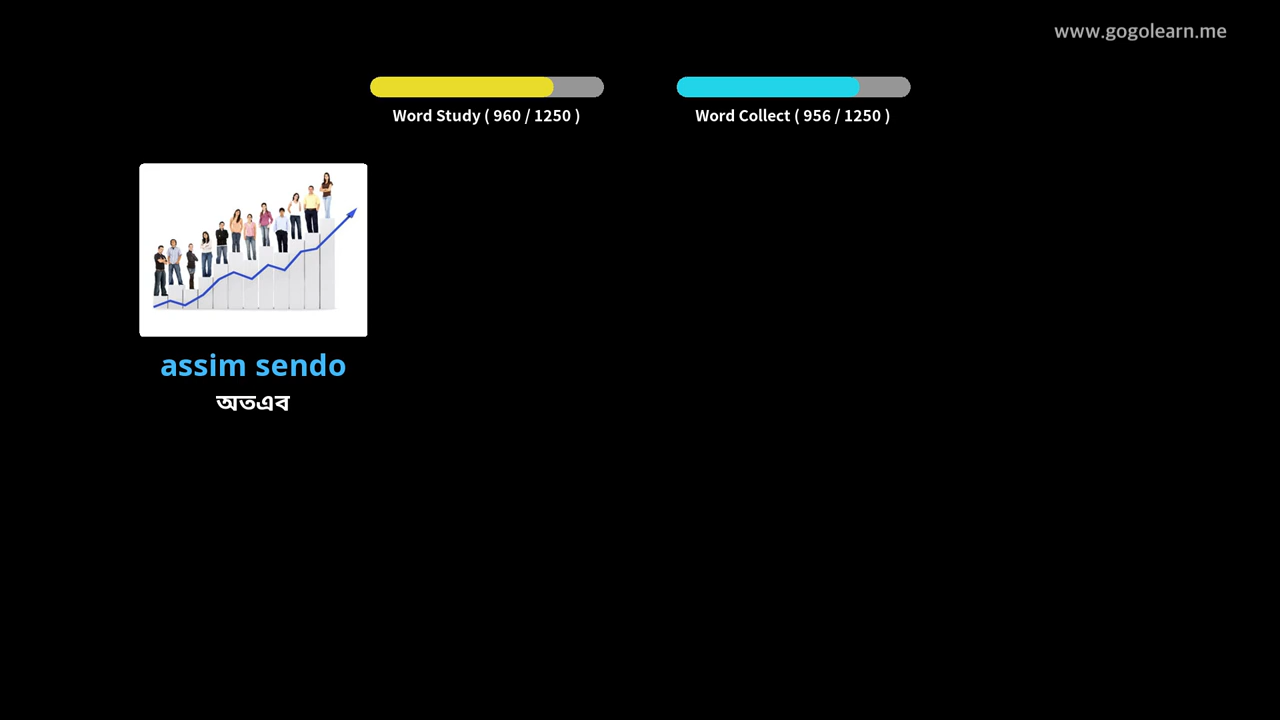 www.gogolearn.me
Word Study ( 960 / 1250 )
Word Collect ( 956 / 1250 )
assim sendo
অতএব